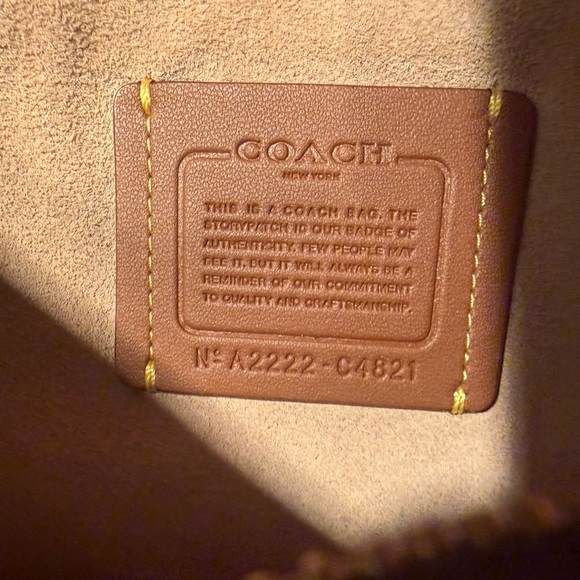 COACH
NEW YORK
THIS IS A COACH BAG. THE
STORYPATCH IS OUR BADGE OF
AUTHENTICITY. FEW PEOPLE MAY
SEE IT. BUT IT WILL ALWAYS BE A
REMINDER OF OUR COMMITMENT
TO QUALITY AND CRAFTSMANSHIP.
Nº A2222-C4821